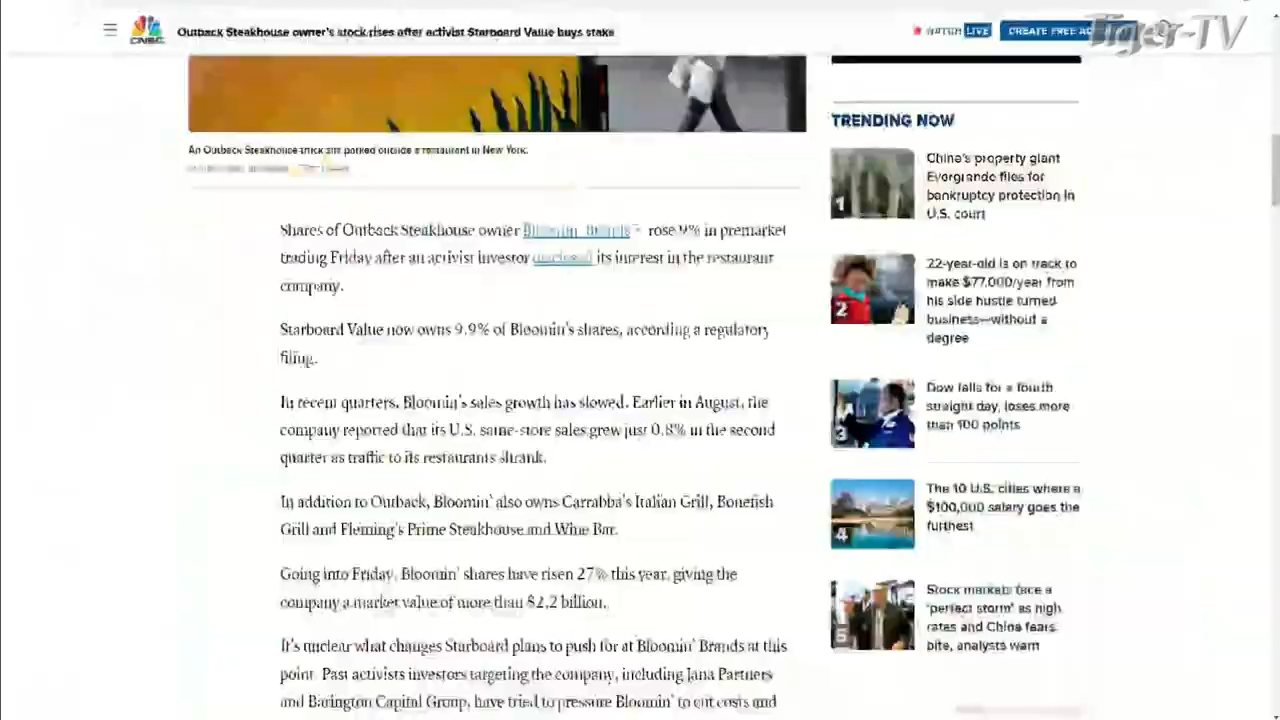 CNBC
Outback Steakhouse owner's stock rises after activist Starboard Value buys stake
WATCH LIVE
CREATE FREE
Tiger-TV
An Outback Steakhouse truck sits parked outside a restaurant in New York.
Shares of Outback Steakhouse owner Bloomin' Brands rose 9% in premarket
trading Friday after an activist investor disclosed its interest in the restaurant
company.
Starboard Value now owns 9.9% of Bloomin's shares, according a regulatory
filing.
In recent quarters, Bloomin's sales growth has slowed. Earlier in August, the
company reported that its U.S. same-store sales grew just 0.8% in the second
quarter as traffic to its restaurants shrank.
In addition to Outback, Bloomin' also owns Carrabba's Italian Grill, Bonefish
Grill and Fleming's Prime Steakhouse and Wine Bar.
Going into Friday, Bloomin' shares have risen 27% this year, giving the
company a market value of more than $2.2 billion.
It's unclear what changes Starboard plans to push for at Bloomin' Brands at this
point. Past activists investors targeting the company, including Jana Partners
and Barington Capital Group, have tried to pressure Bloomin' to cut costs and
TRENDING NOW
1
China's property giant
Evergrande files for
bankruptcy protection in
U.S. court
2
22-year-old is on track to
make $77,000/year from
his side hustle turned
business—without a
degree
3
Dow falls for a fourth
straight day, loses more
than 100 points
4
The 10 U.S. cities where a
$100,000 salary goes the
furthest
5
Stock markets face a
'perfect storm' as high
rates and China fears
bite, analysts warn